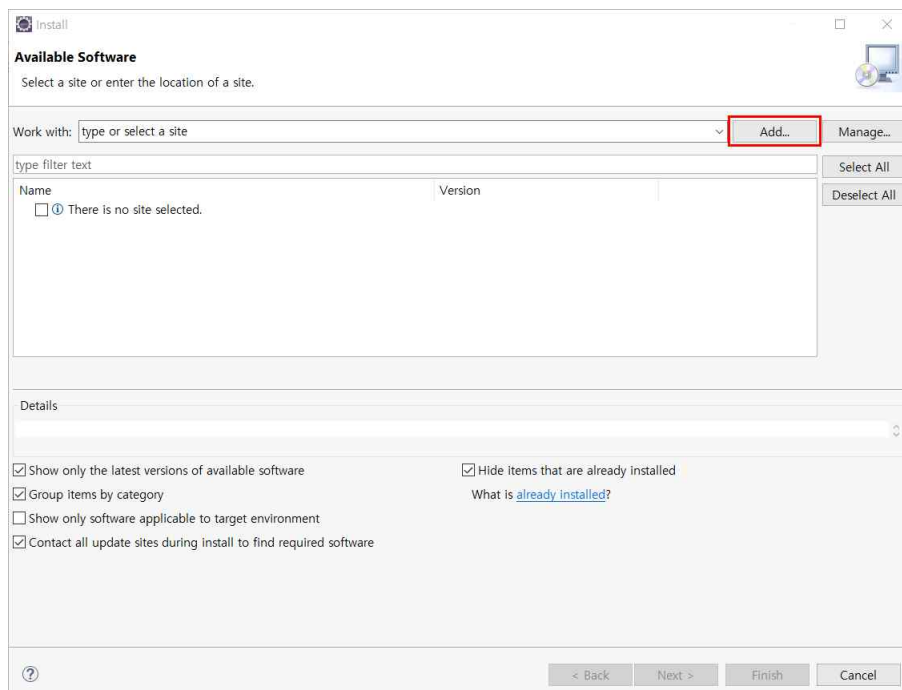 Install
Available Software
Select a site or enter the location of a site.
Work with: type or select a site Add... Manage...
type filter text Select All
Name Version Deselect All
There is no site selected.
Details
Show only the latest versions of available software Hide items that are already installed
Group items by category What is already installed?
Show only software applicable to target environment
Contact all update sites during install to find required software
? < Back Next > Finish Cancel